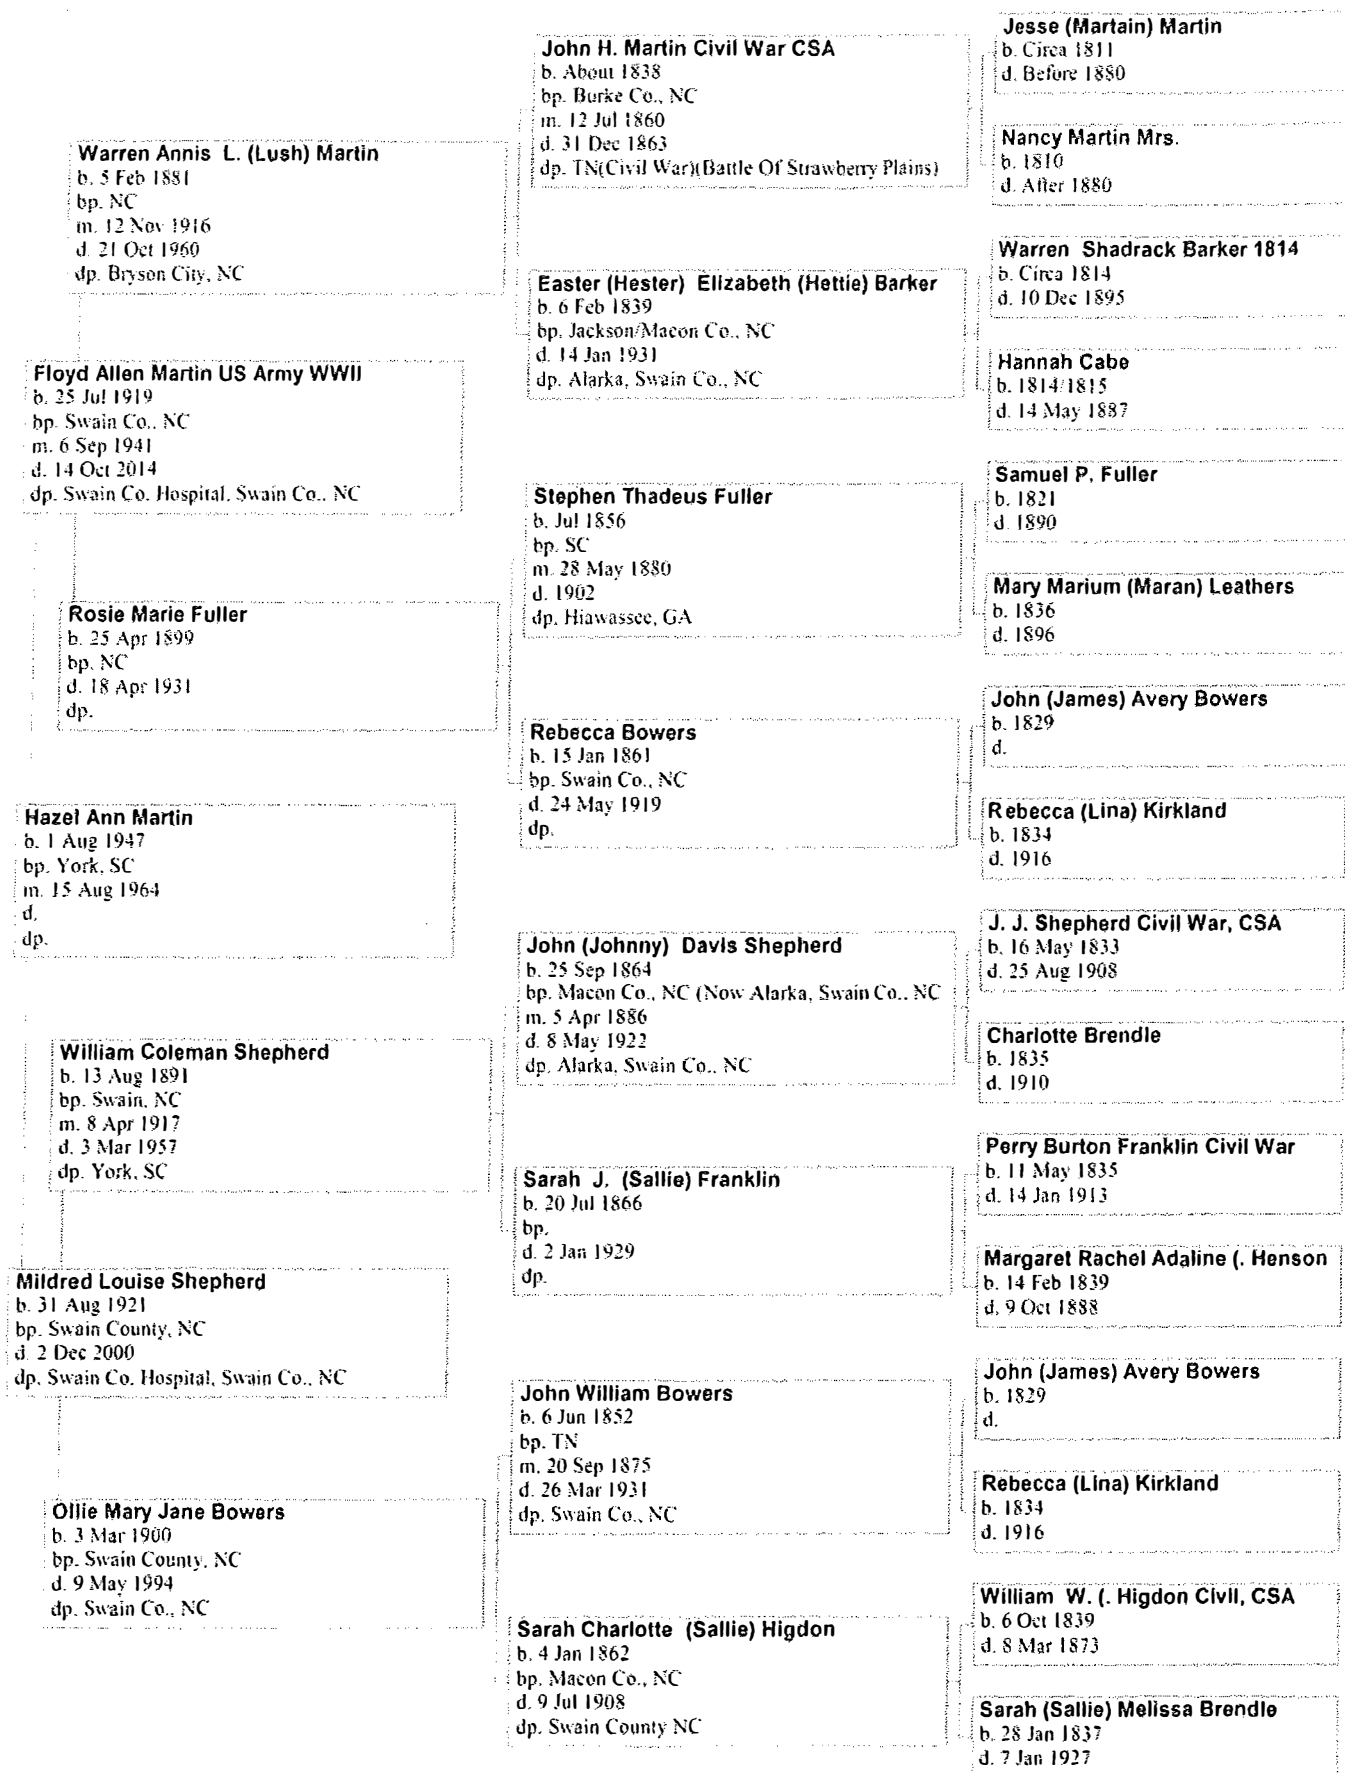 Jesse (Martain) Martin
b. Circa 1811
d. Before 1880
John H. Martin Civil War CSA
b. About 1838
bp. Burke Co., NC
m. 12 Jul 1860
d. 31 Dec 1863
dp. TN(Civil War)(Battle Of Strawberry Plains)
Nancy Martin Mrs.
b. 1810
d. After 1880
Warren Annis L. (Lush) Martin
b. 5 Feb 1881
bp. NC
m. 12 Nov 1916
d. 21 Oct 1960
dp. Bryson City, NC
Warren Shadrack Barker 1814
b. Circa 1814
d. 10 Dec 1895
Easter (Hester) Elizabeth (Hettie) Barker
b. 6 Feb 1839
bp. Jackson/Macon Co., NC
d. 14 Jan 1931
dp. Alarka, Swain Co., NC
Hannah Cabe
b. 1814/1815
d. 14 May 1887
Floyd Allen Martin US Army WWII
b. 25 Jul 1919
bp. Swain Co., NC
m. 6 Sep 1941
d. 14 Oct 2014
dp. Swain Co. Hospital, Swain Co., NC
Samuel P. Fuller
b. 1821
d. 1890
Stephen Thadeus Fuller
b. Jul 1856
bp. SC
m. 28 May 1880
d. 1902
dp. Hiawassee, GA
Mary Marium (Maran) Leathers
b. 1836
d. 1896
Rosie Marie Fuller
b. 25 Apr 1899
bp. NC
d. 18 Apr 1931
dp.
John (James) Avery Bowers
b. 1829
d.
Rebecca Bowers
b. 15 Jan 1861
bp. Swain Co., NC
d. 24 May 1919
dp.
Rebecca (Lina) Kirkland
b. 1834
d. 1916
Hazel Ann Martin
b. 1 Aug 1947
bp. York, SC
m. 15 Aug 1964
d.
dp.
J. J. Shepherd Civil War, CSA
b. 16 May 1833
d. 25 Aug 1908
John (Johnny) Davis Shepherd
b. 25 Sep 1864
bp. Macon Co., NC (Now Alarka, Swain Co., NC
m. 5 Apr 1886
d. 8 May 1922
dp. Alarka, Swain Co., NC
Charlotte Brendle
b. 1835
d. 1910
William Coleman Shepherd
b. 13 Aug 1891
bp. Swain, NC
m. 8 Apr 1917
d. 3 Mar 1957
dp. York, SC
Perry Burton Franklin Civil War
b. 11 May 1835
d. 14 Jan 1913
Sarah J. (Sallie) Franklin
b. 20 Jul 1866
bp.
d. 2 Jan 1929
dp.
Margaret Rachel Adaline (. Henson
b. 14 Feb 1839
d. 9 Oct 1888
Mildred Louise Shepherd
b. 31 Aug 1921
bp. Swain County, NC
d. 2 Dec 2000
dp. Swain Co. Hospital, Swain Co., NC
John (James) Avery Bowers
b. 1829
d.
John William Bowers
b. 6 Jun 1852
bp. TN
m. 20 Sep 1875
d. 26 Mar 1931
dp. Swain Co., NC
Rebecca (Lina) Kirkland
b. 1834
d. 1916
Ollie Mary Jane Bowers
b. 3 Mar 1900
bp. Swain County, NC
d. 9 May 1994
dp. Swain Co., NC
William W. (. Higdon Civil, CSA
b. 6 Oct 1839
d. 8 Mar 1873
Sarah Charlotte (Sallie) Higdon
b. 4 Jan 1862
bp. Macon Co., NC
d. 9 Jul 1908
dp. Swain County NC
Sarah (Sallie) Melissa Brendle
b. 28 Jan 1837
d. 7 Jan 1927